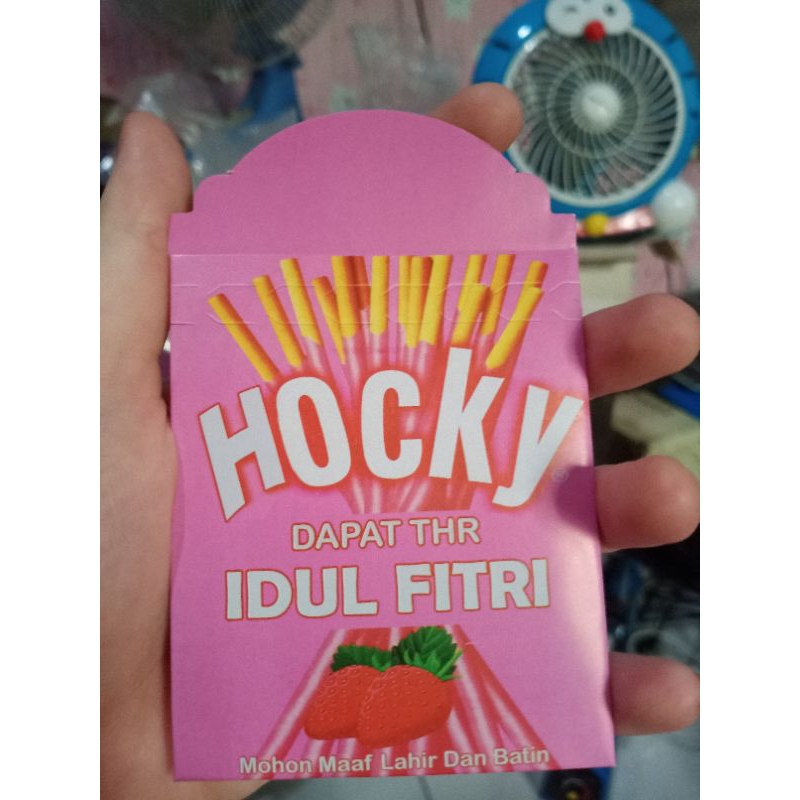 Hocky
DAPAT THR
IDUL FITRI
Mohon Maaf Lahir Dan Batin